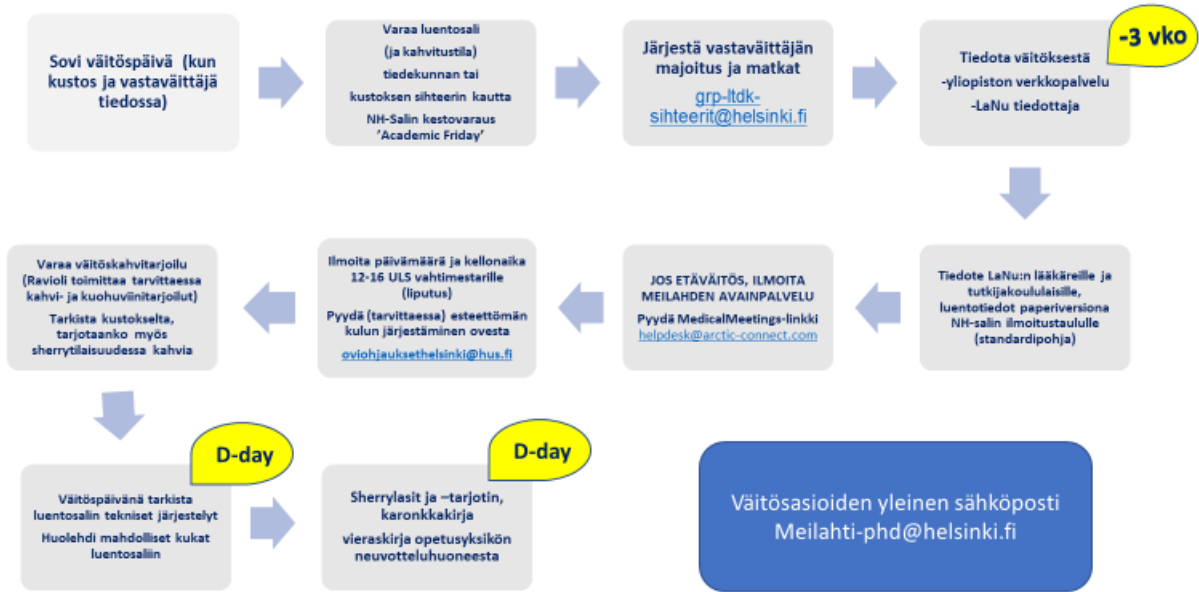 Sovi väitöspäivä (kun
kustos ja vastaväittäjä
tiedossa)
Varaa luentosali
(ja kahvitustila)
tiedekunnan tai
kustoksen sihteerin kautta
NH-Salin kestovaraus
'Academic Friday'
Järjestä vastaväittäjän
majoitus ja matkat
grp-ltdk-
sihteerit@helsinki.fi
-3 vko
Tiedota väitöksestä
-yliopiston verkkopalvelu
-LaNu tiedottaja
Tiedote LaNu:n lääkäreille ja
tutkijakoululaisille,
luentotiedot paperiversiona
NH-salin ilmoitustaululle
(standardipohja)
JOS ETÄVÄITÖS, ILMOITA
MEILAHDEN AVAINPALVELU
Pyydä MedicalMeetings-linkki
helpdesk@arctic-connect.com
Ilmoita päivämäärä ja kellonaika
12-16 ULS vahtimestarille
(liputus)
Pyydä (tarvittaessa) esteettömän
kulun järjestäminen ovesta
oviohjauksethelsinki@hus.fi
Varaa väitöskahvitarjoilu
(Ravioli toimittaa tarvittaessa
kahvi- ja kuohuviinitarjoilut)
Tarkista kustokselta,
tarjotaanko myös
sherrytilaisuudessa kahvia
D-day
Väitöspäivänä tarkista
luentosalin tekniset järjestelyt
Huolehdi mahdolliset kukat
luentosaliin
D-day
Sherrylasit ja –tarjotin,
karonkkakirja
vieraskirja opetusyksikön
neuvotteluhuoneesta
Väitösasioiden yleinen sähköposti
Meilahti-phd@helsinki.fi